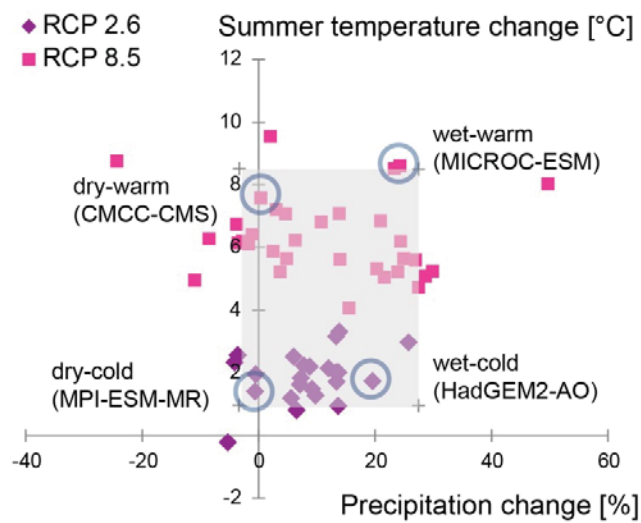 Summer temperature change [°C]
RCP 2.6
RCP 8.5
12
10
8
6
4
2
-2
wet-warm
(MICROC-ESM)
dry-warm
(CMCC-CMS)
dry-cold
(MPI-ESM-MR)
wet-cold
(HadGEM2-AO)
-40
-20
0
20
40
60
Precipitation change [%]